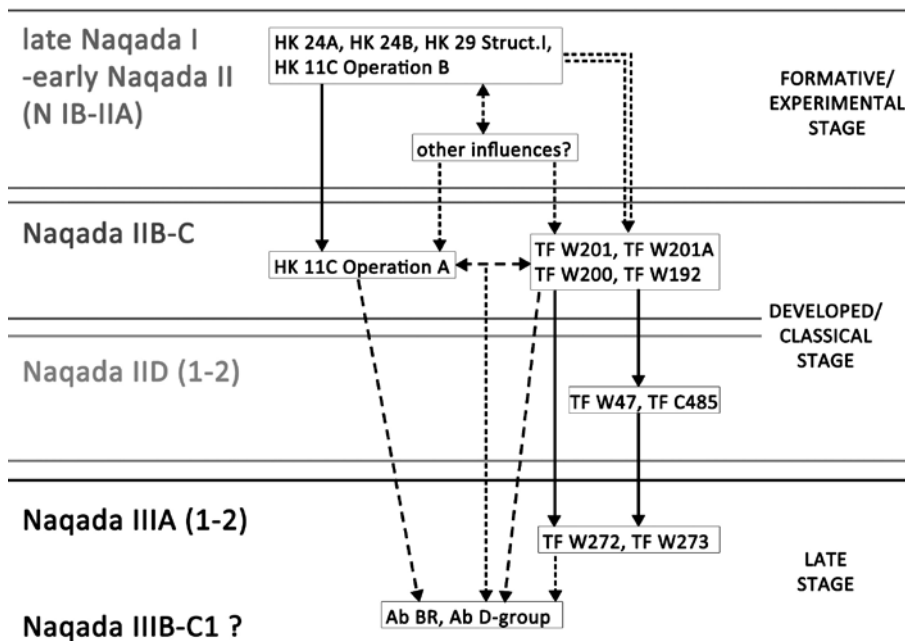 late Naqada I
-early Naqada II
(N IB-IIA)
HK 24A, HK 24B, HK 29 Struct.I,
HK 11C Operation B
FORMATIVE/
EXPERIMENTAL
STAGE
other influences?
Naqada IIB-C
HK 11C Operation A
TF W201, TF W201A
TF W200, TF W192
DEVELOPED/
CLASSICAL
STAGE
Naqada IID (1-2)
TF W47, TF C485
Naqada IIIA (1-2)
TF W272, TF W273
LATE
STAGE
Ab BR, Ab D-group
Naqada IIIB-C1 ?